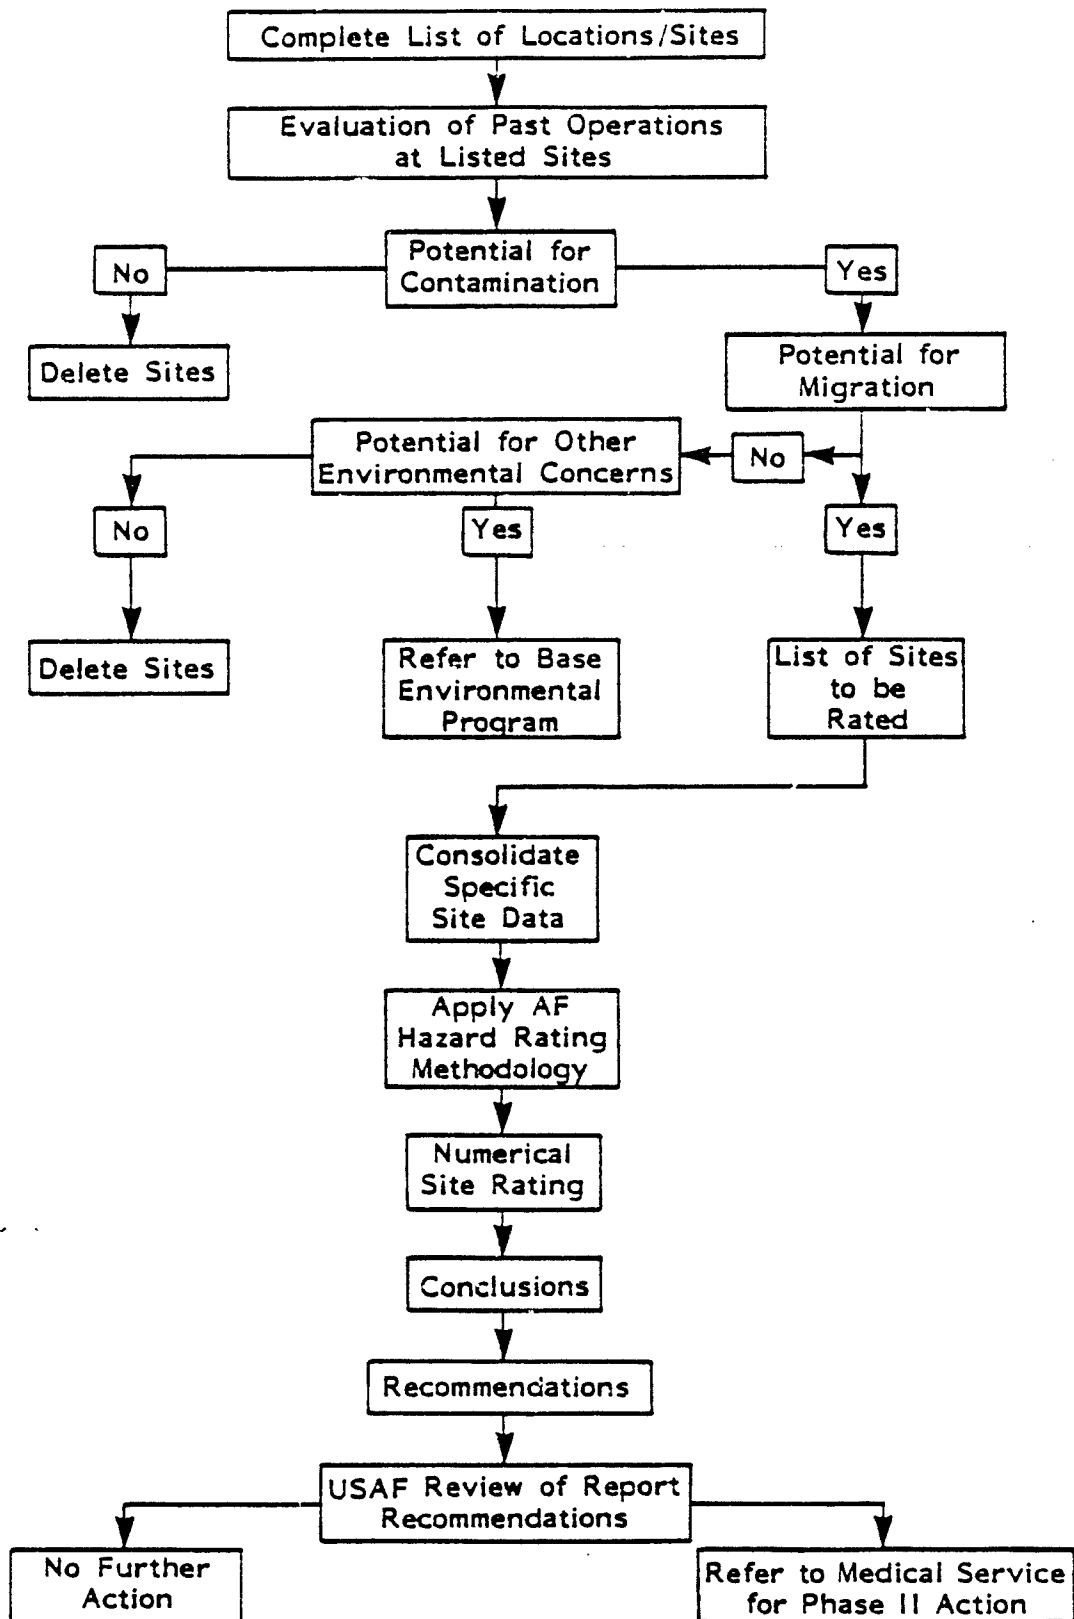 Complete List of Locations/Sites
Evaluation of Past Operations
at Listed Sites
Potential for
Contamination
No
Yes
Delete Sites
Potential for
Migration
Potential for Other
Environmental Concerns
No
No
Yes
Yes
Delete Sites
Refer to Base
Environmental
Program
List of Sites
to be
Rated
Consolidate
Specific
Site Data
Apply AF
Hazard Rating
Methodology
Numerical
Site Rating
Conclusions
Recommendations
USAF Review of Report
Recommendations
No Further
Action
Refer to Medical Service
for Phase II Action